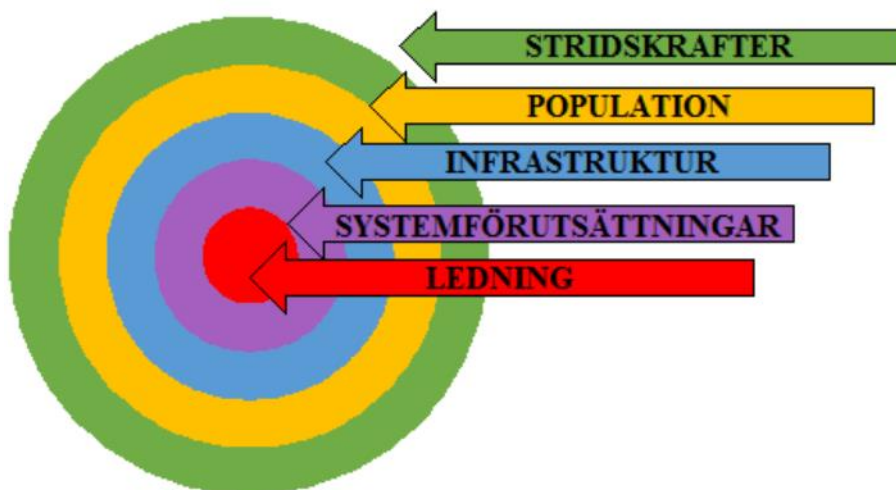 STRIDSKRAFTER
POPULATION
INFRASTRUKTUR
SYSTEMFÖRUTSÄTTNINGAR
LEDNING